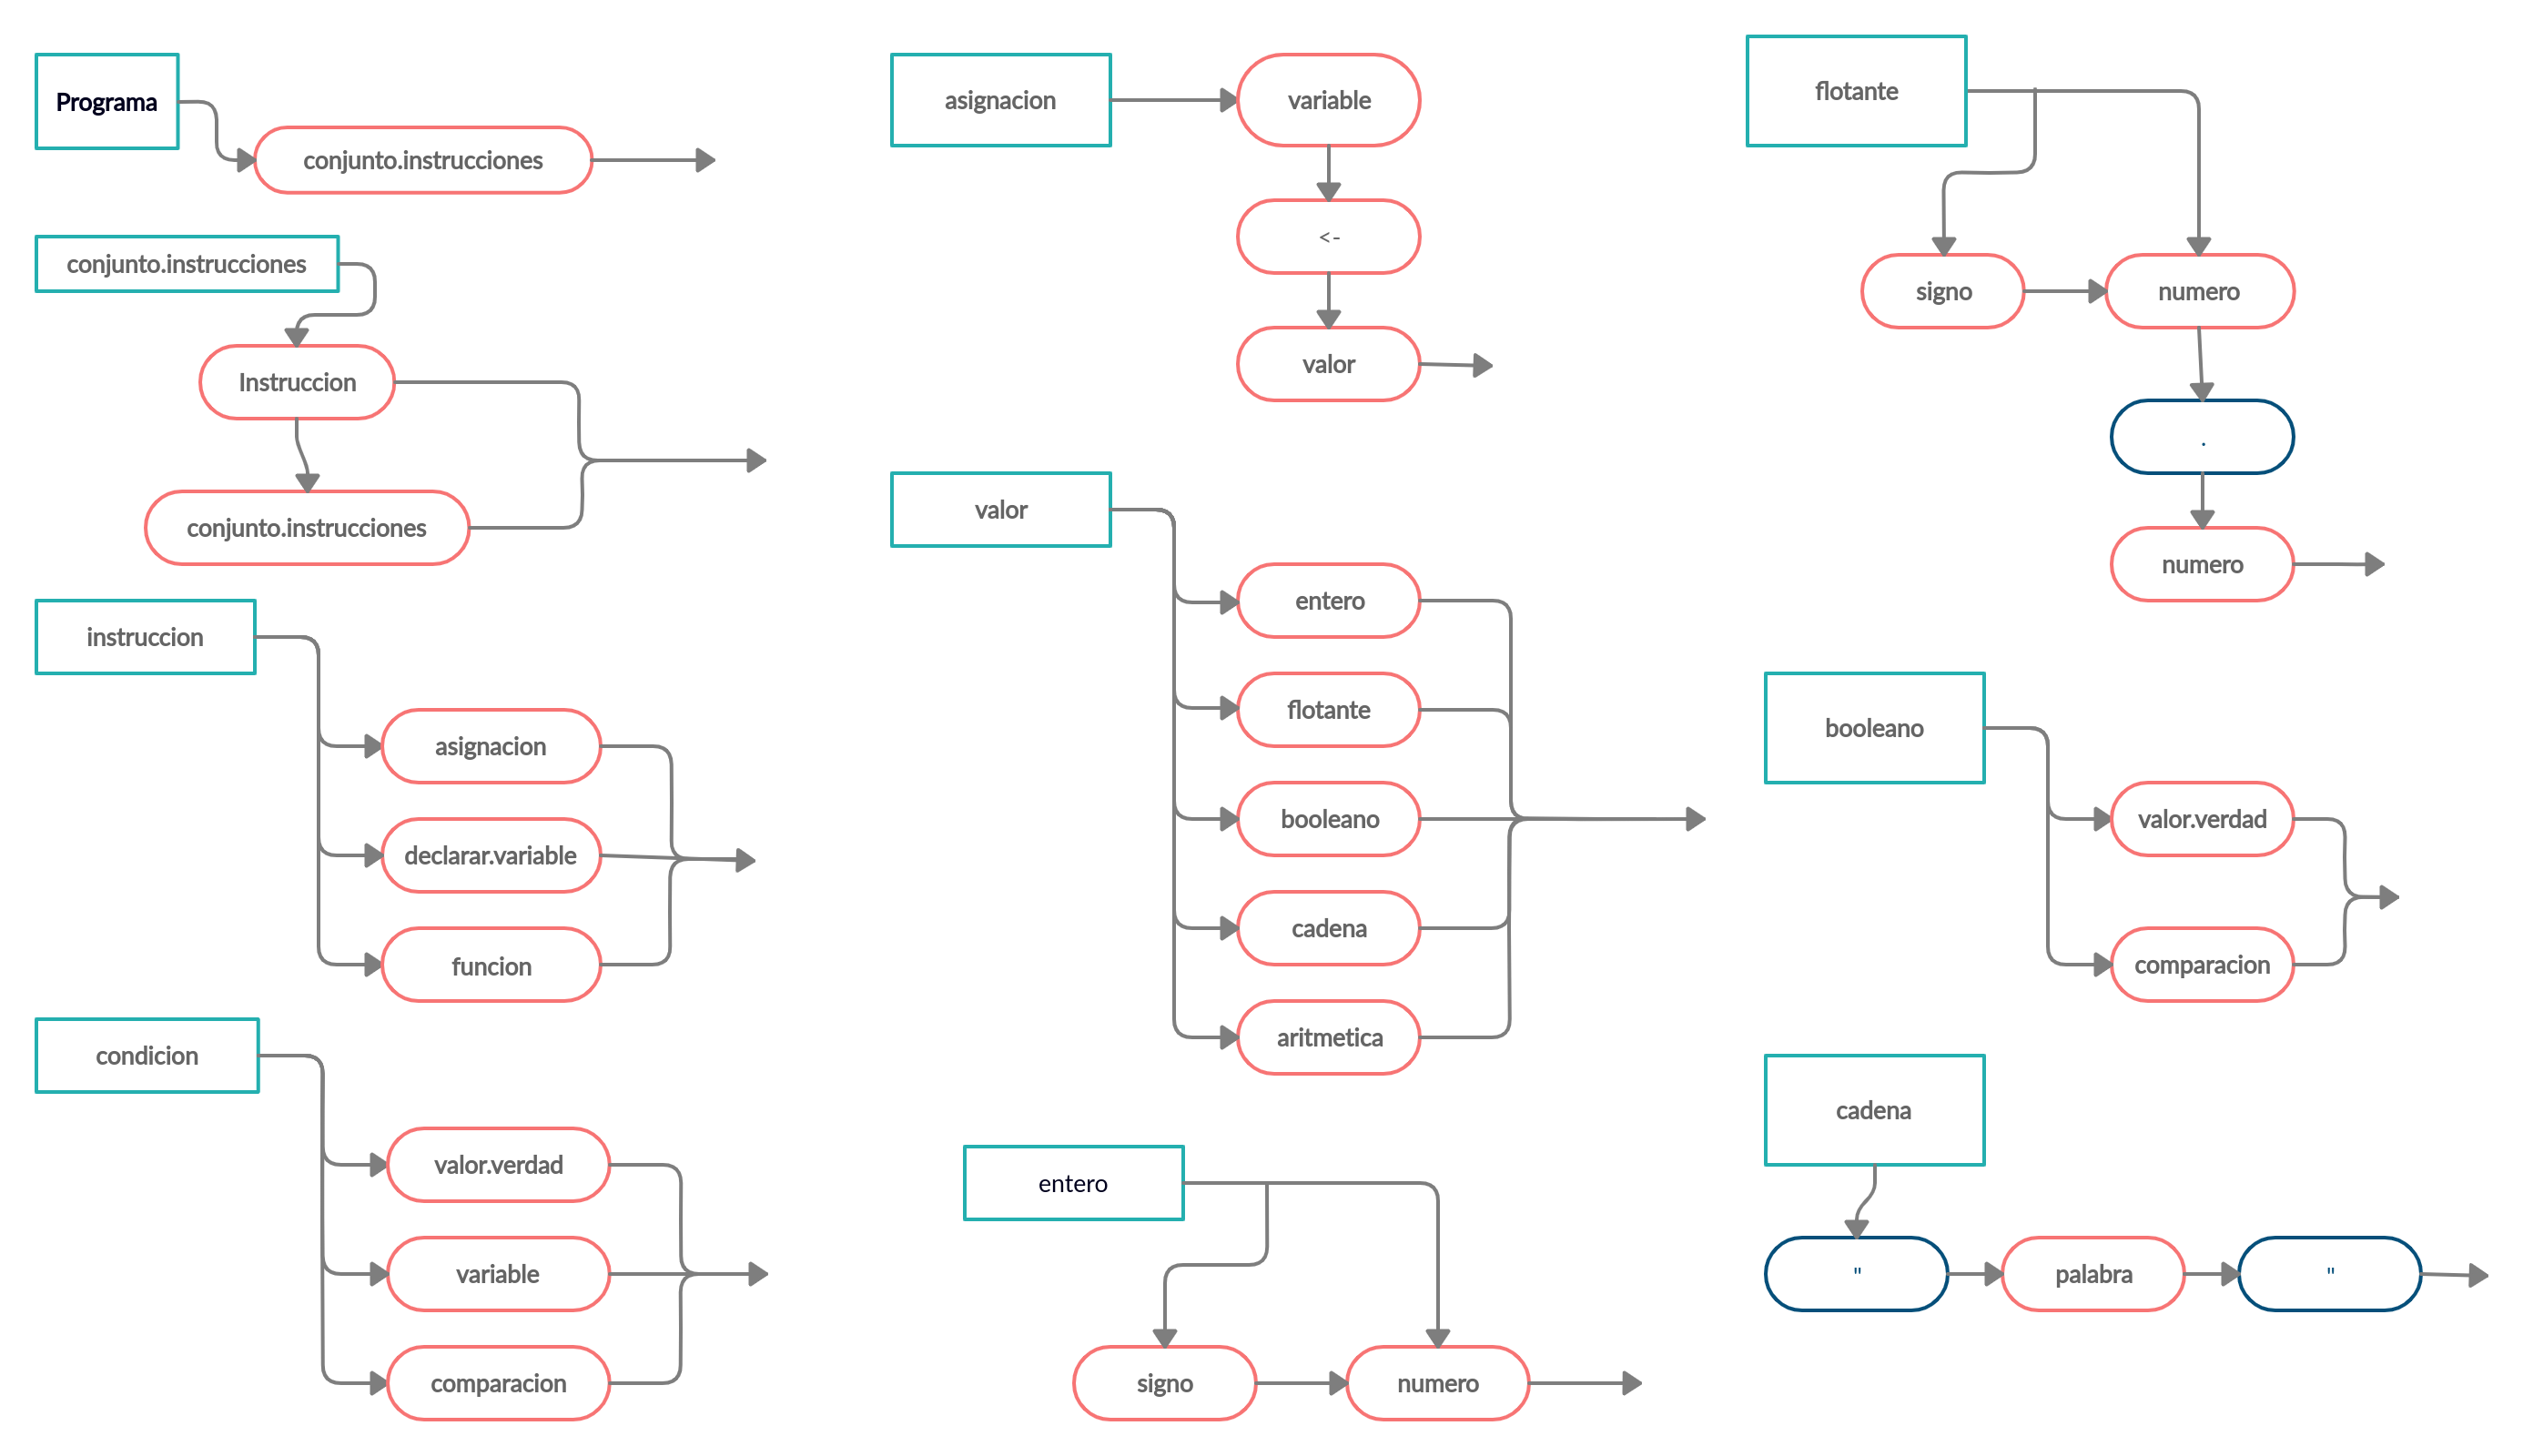 Programa
conjunto.instrucciones
conjunto.instrucciones
Instruccion
conjunto.instrucciones
instruccion
asignacion
declarar.variable
funcion
condicion
valor.verdad
variable
comparacion
asignacion
variable
<-
valor
valor
entero
flotante
booleano
cadena
aritmetica
entero
signo
numero
flotante
signo
numero
.
numero
booleano
valor.verdad
comparacion
cadena
"
palabra
"